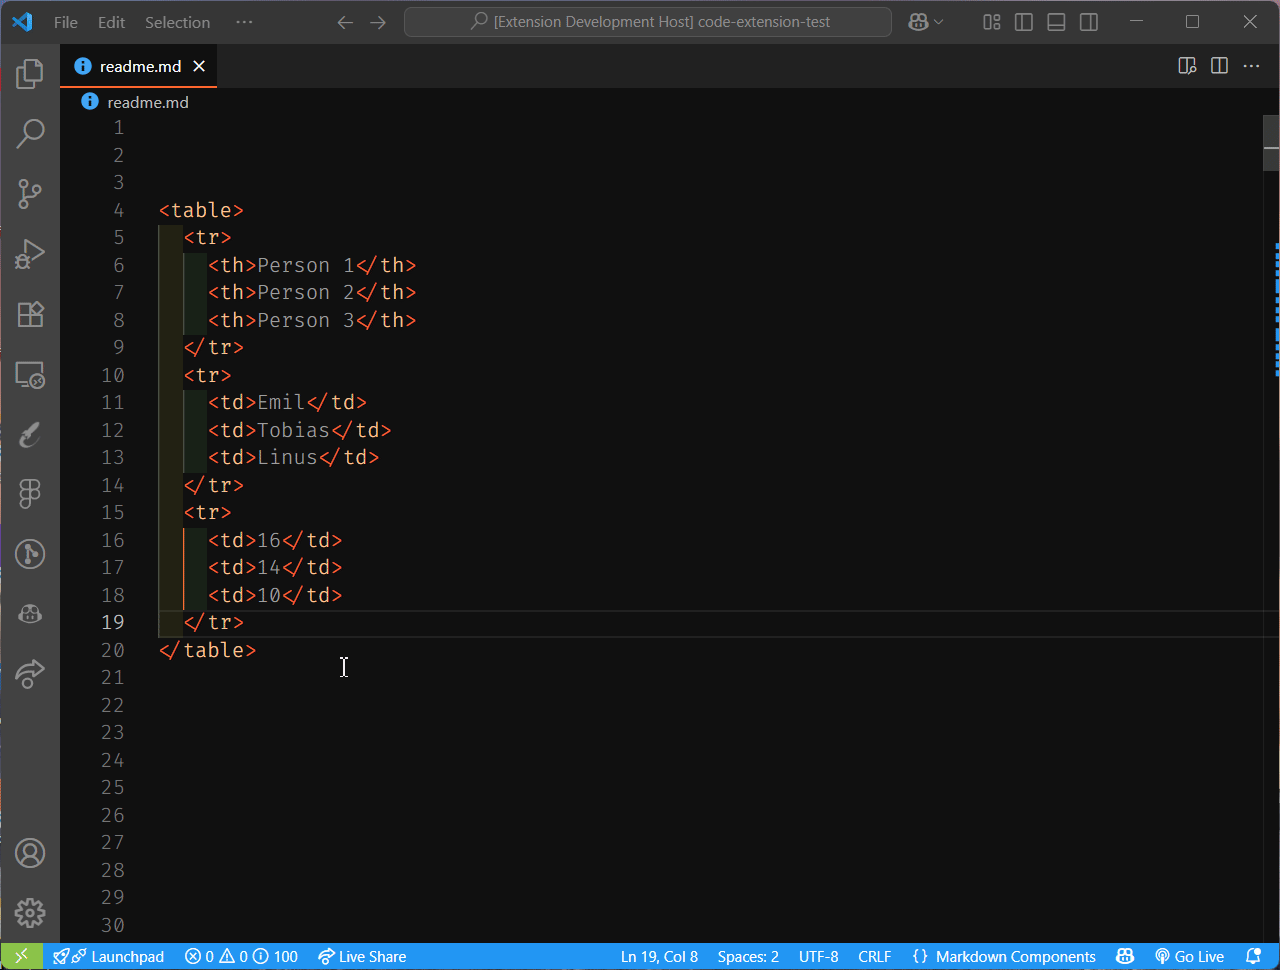 File Edit Selection ··· [Extension Development Host] code-extension-test
readme.md
readme.md
1
2
3
4 <table>
5 <tr>
6 <th>Person 1</th>
7 <th>Person 2</th>
8 <th>Person 3</th>
9 </tr>
10 <tr>
11 <td>Emil</td>
12 <td>Tobias</td>
13 <td>Linus</td>
14 </tr>
15 <tr>
16 <td>16</td>
17 <td>14</td>
18 <td>10</td>
19 </tr>
20 </table>
21
22
23
24
25
26
27
28
29
30
Launchpad 0 0 100 Live Share Ln 19, Col 8 Spaces: 2 UTF-8 CRLF {} Markdown Components Go Live